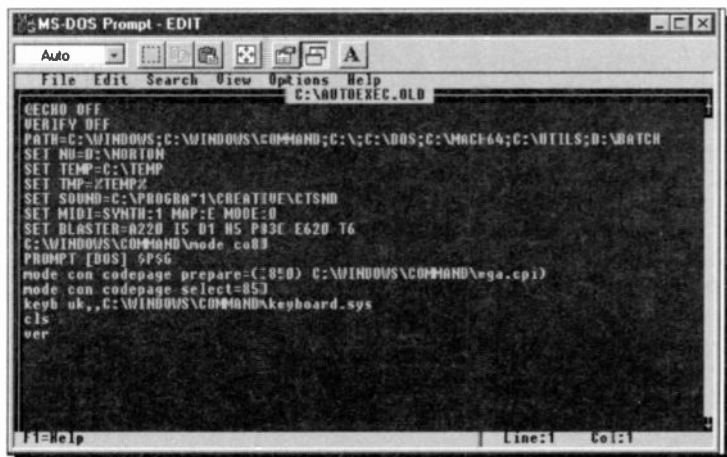 MS-DOS Prompt - EDIT
Auto
A
File Edit Search View Options Help
C:\AUTOEXEC.OLD
@ECHO OFF
VERIFY OFF
PATH=C:\WINDOWS;C:\WINDOWS\COMMAND;C:\;C:\DOS;C:\MACH64;C:\UTILS;D:\BATCH
SET NU=D:\NORTON
SET TEMP=C:\TEMP
SET TMP=%TEMP%
SET SOUND=C:\PROGRA~1\CREATIVE\CTSND
SET MIDI=SYNTH:1 MAP:E MODE:0
SET BLASTER=A220 I5 D1 H5 P330 E620 T6
C:\WINDOWS\COMMAND\mode co80
PROMPT [DOS] $P$G
mode con codepage prepare=((850) C:\WINDOWS\COMMAND\ega.cpi)
mode con codepage select=850
keyb uk,,C:\WINDOWS\COMMAND\keyboard.sys
cls
ver
F1=Help
Line:1 Col:1